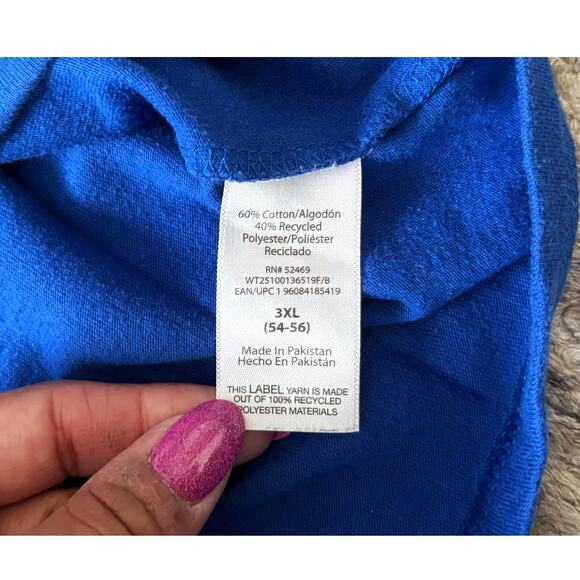 60% Cotton/Algodón
40% Recycled
Polyester/Poliéster
Reciclado
RN# 52469
WT25100136519F/B
EAN/UPC 1 96084185419
3XL
(54-56)
Made In Pakistan
Hecho En Pakistán
THIS LABEL YARN IS MADE
OUT OF 100% RECYCLED
POLYESTER MATERIALS